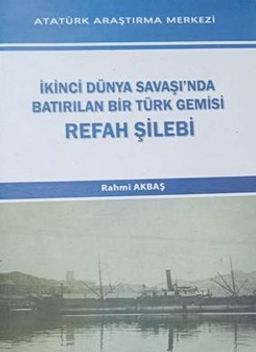 ATATÜRK ARAŞTIRMA MERKEZİ
İKİNCİ DÜNYA SAVAŞI'NDA
BATIRILAN BİR TÜRK GEMİSİ
REFAH ŞİLEBİ
Rahmi AKBAŞ